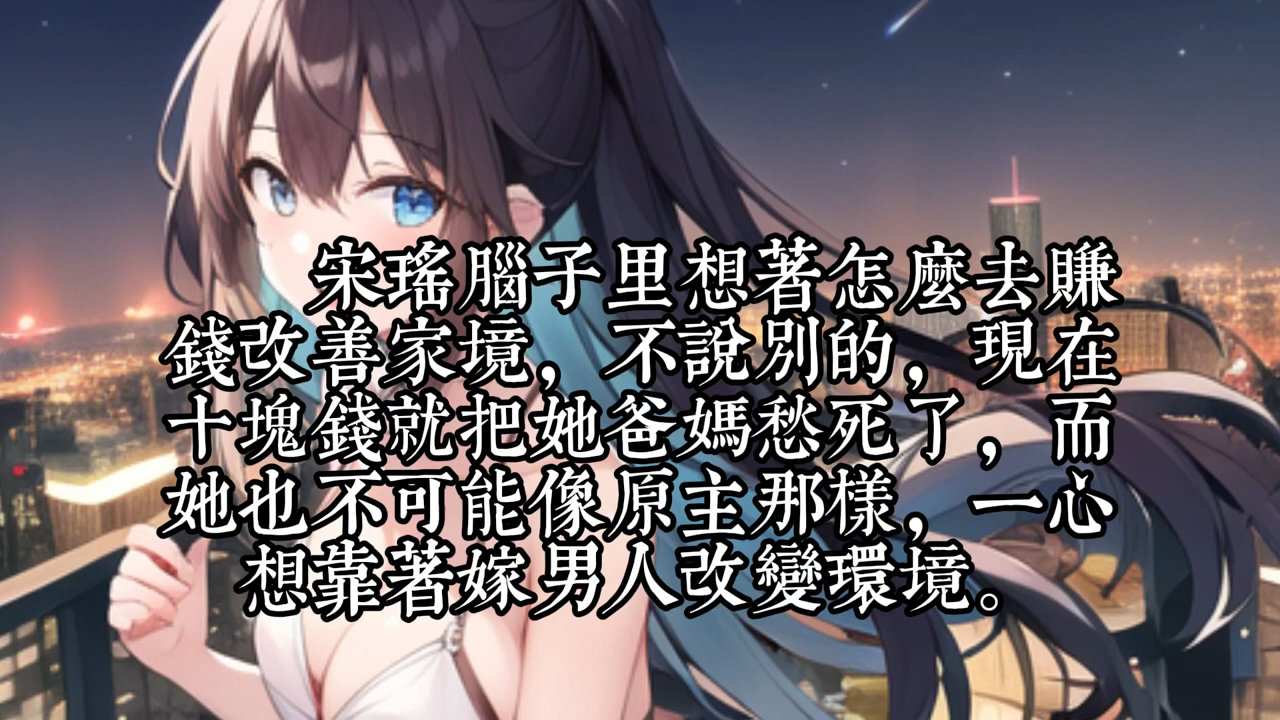 宋瑤腦子里想著怎麼去賺
錢改善家境，不說別的，現在
十塊錢就把她爸媽愁死了，而
她也不可能像原主那樣，一心
想靠著嫁男人改變環境。